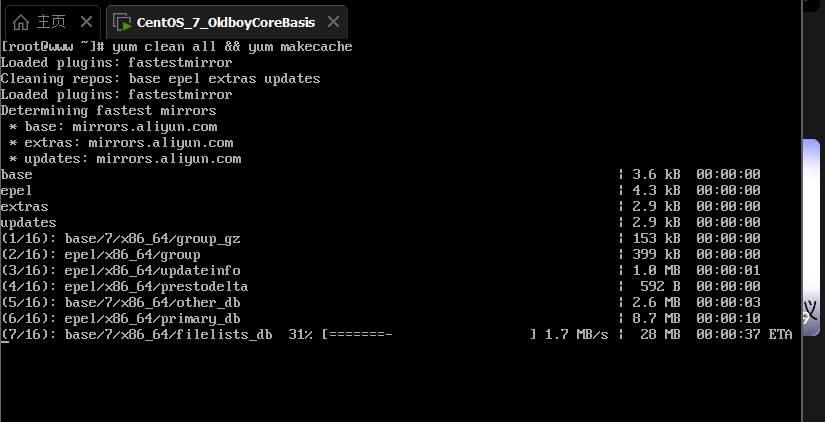 主页 CentOS_7_OldboyCoreBasis
[root@www ~]# yum clean all && yum makecache
Loaded plugins: fastestmirror
Cleaning repos: base epel extras updates
Loaded plugins: fastestmirror
Determining fastest mirrors
 * base: mirrors.aliyun.com
 * extras: mirrors.aliyun.com
 * updates: mirrors.aliyun.com
base | 3.6 kB 00:00:00
epel | 4.3 kB 00:00:00
extras | 2.9 kB 00:00:00
updates | 2.9 kB 00:00:00
(1/16): base/7/x86_64/group_gz | 153 kB 00:00:00
(2/16): epel/x86_64/group | 399 kB 00:00:00
(3/16): epel/x86_64/updateinfo | 1.0 MB 00:00:01
(4/16): epel/x86_64/prestodelta | 592 B 00:00:00
(5/16): base/7/x86_64/other_db | 2.6 MB 00:00:03
(6/16): epel/x86_64/primary_db | 8.7 MB 00:00:10
(7/16): base/7/x86_64/filelists_db 31% [=======- ] 1.7 MB/s | 28 MB 00:00:37 ETA